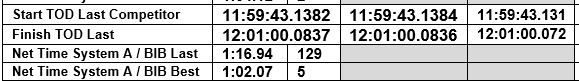 Start TOD Last Competitor 11:59:43.1382 11:59:43.1384 11:59:43.131
Finish TOD Last 12:01:00.0837 12:01:00.0836 12:01:00.072
Net Time System A / BIB Last 1:16.94 129
Net Time System A / BIB Best 1:02.07 5